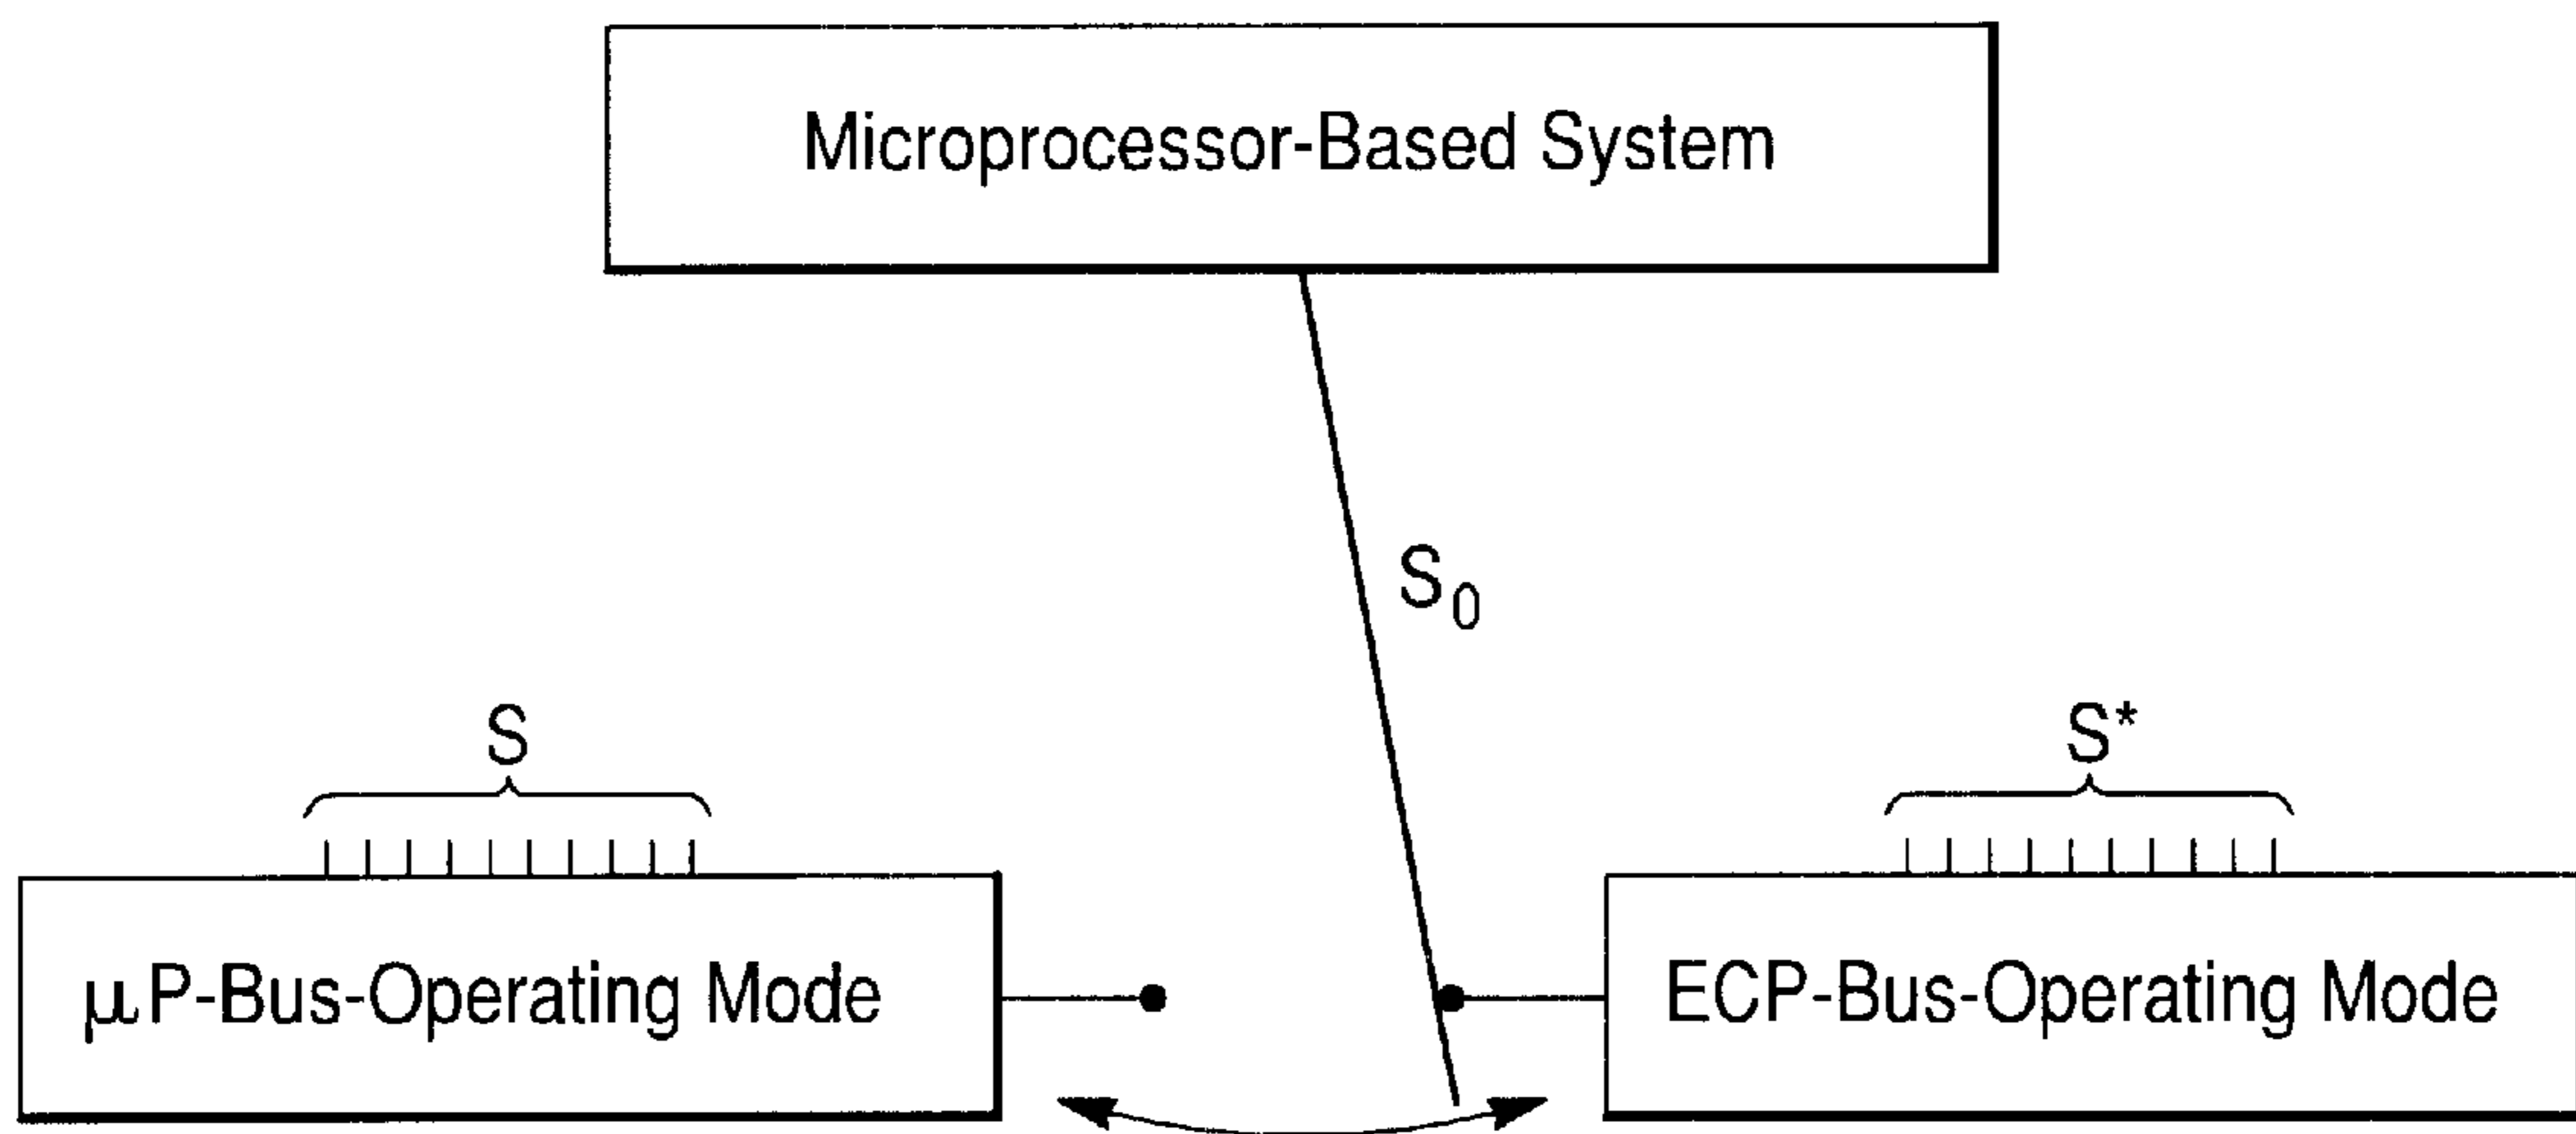 Microprocessor-Based System
S₀
S
S*
μP-Bus-Operating Mode
ECP-Bus-Operating Mode